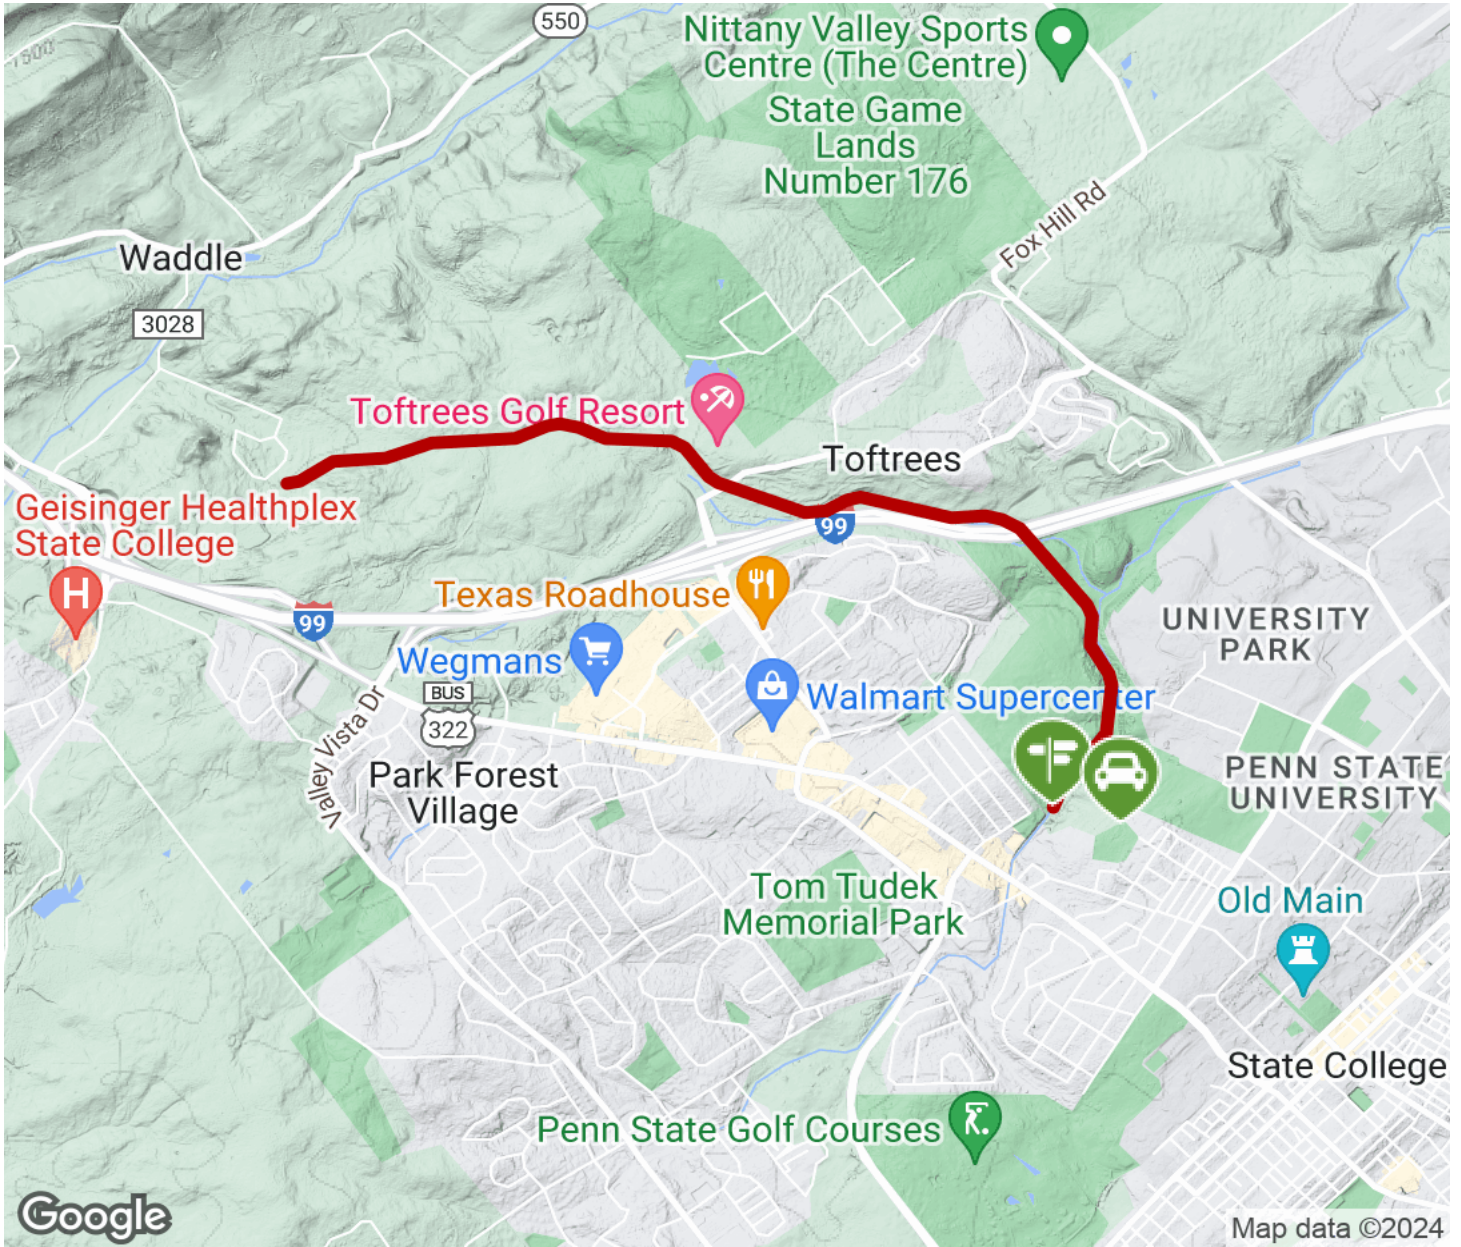 1500
550
Nittany Valley Sports
Centre (The Centre)
State Game
Lands
Number 176
Fox Hill Rd
Waddle
3028
Toftrees Golf Resort
Toftrees
Geisinger Healthplex
State College
99
H
99
Texas Roadhouse
UNIVERSITY
PARK
Wegmans
BUS
322
Walmart Supercenter
Valley Vista Dr
Park Forest
Village
PENN STATE
UNIVERSITY
Tom Tudek
Memorial Park
Old Main
State College
Penn State Golf Courses
Google
Map data ©2024